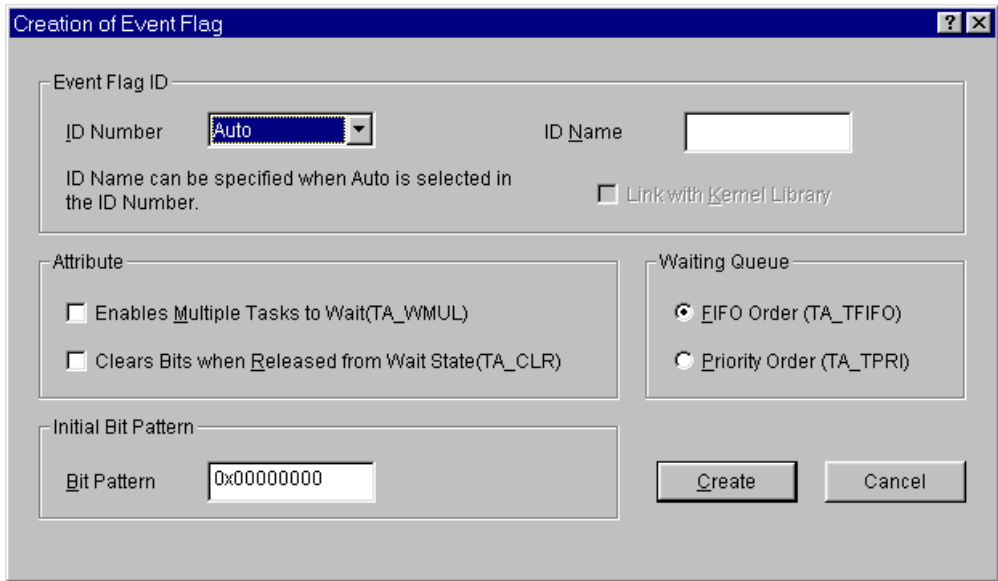 Creation of Event Flag
Event Flag ID
ID Number
Auto
ID Name
ID Name can be specified when Auto is selected in
the ID Number.
Link with Kernel Library
Attribute
Enables Multiple Tasks to Wait(TA_WMUL)
Clears Bits when Released from Wait State(TA_CLR)
Waiting Queue
FIFO Order (TA_TFIFO)
Priority Order (TA_TPRI)
Initial Bit Pattern
Bit Pattern
0x00000000
Create
Cancel